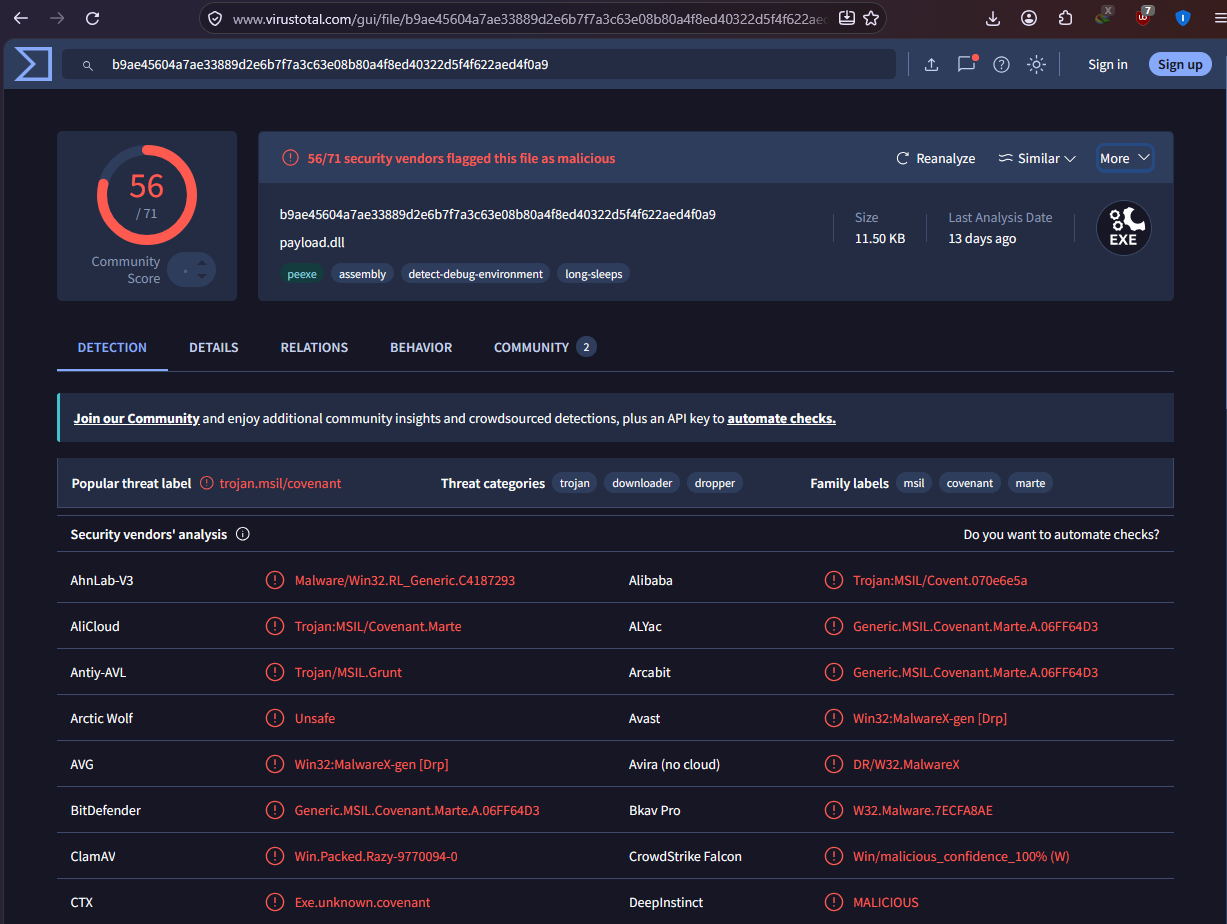 www.virustotal.com/gui/file/b9ae45604a7ae33889d2e6b7f7a3c63e08b80a4f8ed40322d5f4f622aed
X
7
b9ae45604a7ae33889d2e6b7f7a3c63e08b80a4f8ed40322d5f4f622aed4f0a9
Sign in
Sign up
56
/ 71
Community
Score
56/71 security vendors flagged this file as malicious
Reanalyze
Similar
More
b9ae45604a7ae33889d2e6b7f7a3c63e08b80a4f8ed40322d5f4f622aed4f0a9
payload.dll
peexe assembly detect-debug-environment long-sleeps
Size
11.50 KB
Last Analysis Date
13 days ago
EXE
DETECTION DETAILS RELATIONS BEHAVIOR COMMUNITY 2
Join our Community and enjoy additional community insights and crowdsourced detections, plus an API key to automate checks.
Popular threat label trojan.msil/covenant Threat categories trojan downloader dropper Family labels msil covenant marte
Security vendors' analysis Do you want to automate checks?
AhnLab-V3 Malware/Win32.RL_Generic.C4187293 Alibaba Trojan:MSIL/Covent.070e6e5a
AliCloud Trojan:MSIL/Covenant.Marte ALYac Generic.MSIL.Covenant.Marte.A.06FF64D3
Antiy-AVL Trojan/MSIL.Grunt Arcabit Generic.MSIL.Covenant.Marte.A.06FF64D3
Arctic Wolf Unsafe Avast Win32:MalwareX-gen [Drp]
AVG Win32:MalwareX-gen [Drp] Avira (no cloud) DR/W32.MalwareX
BitDefender Generic.MSIL.Covenant.Marte.A.06FF64D3 Bkav Pro W32.Malware.7ECFA8AE
ClamAV Win.Packed.Razy-9770094-0 CrowdStrike Falcon Win/malicious_confidence_100% (W)
CTX Exe.unknown.covenant DeepInstinct MALICIOUS